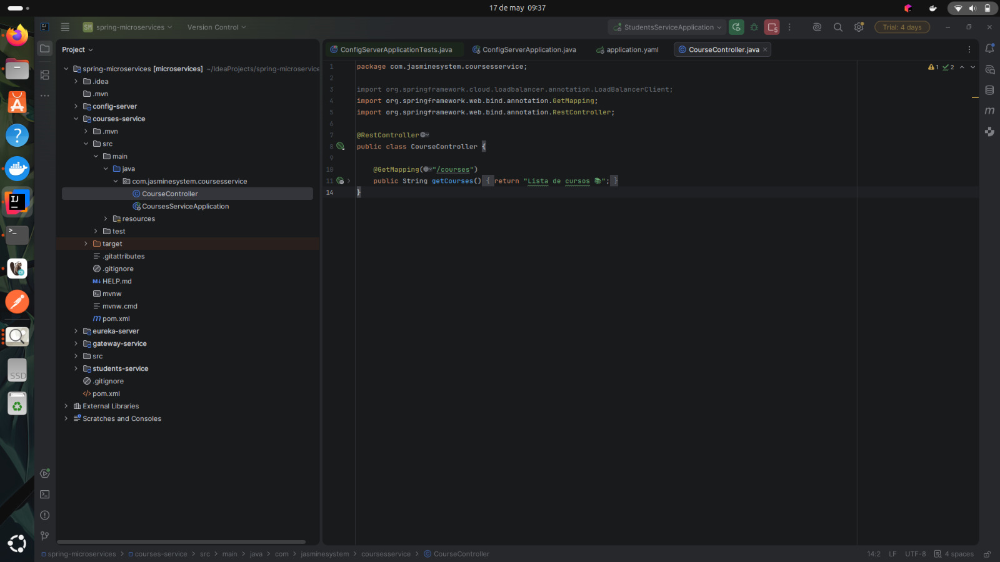 17 de may 09:37
SM spring-microservices
Version Control
StudentsServiceApplication
5
Trial: 4 days
Project
ConfigServerApplicationTests.java
ConfigServerApplication.java
application.yaml
CourseController.java
spring-microservices [microservices] ~/IdeaProjects/spring-microservice
.idea
.mvn
config-server
courses-service
.mvn
src
main
java
com.jasminesystem.coursesservice
CourseController
CoursesServiceApplication
resources
test
target
.gitattributes
.gitignore
M↓ HELP.md
mvnw
mvnw.cmd
m pom.xml
eureka-server
gateway-service
src
students-service
.gitignore
</> pom.xml
External Libraries
Scratches and Consoles
1 package com.jasminesystem.coursesservice;
1 2
2
3 import org.springframework.cloud.loadbalancer.annotation.LoadBalancerClient;
4 import org.springframework.web.bind.annotation.GetMapping;
5 import org.springframework.web.bind.annotation.RestController;
6
7 @RestController
8 public class CourseController {
9
10 @GetMapping("/courses")
11 public String getCourses() { return "Lista de cursos 📚"; }
14 }
m
IJ
>_
CE
?
SSD
spring-microservices > courses-service > src > main > java > com > jasminesystem > coursesservice > CourseController
14:2 LF UTF-8 4 spaces